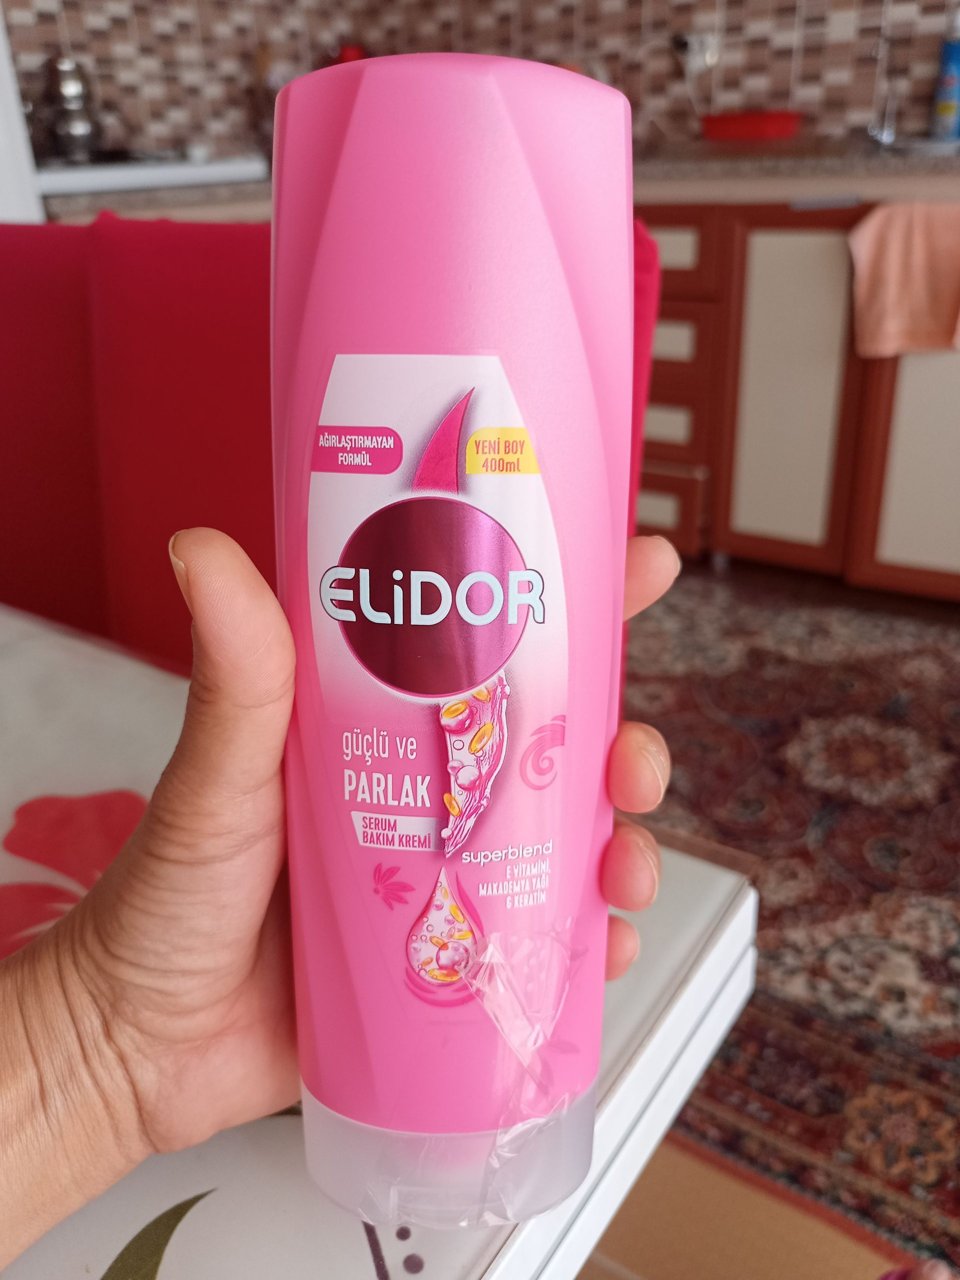 AĞIRLAŞTIRMAYAN
FORMÜL
YENİ BOY
400ml
ELiDOR
güçlü ve
PARLAK
SERUM
BAKIM KREMİ
superblend
E VİTAMİNİ,
MAKADEMYA YAĞI
& KERATİN